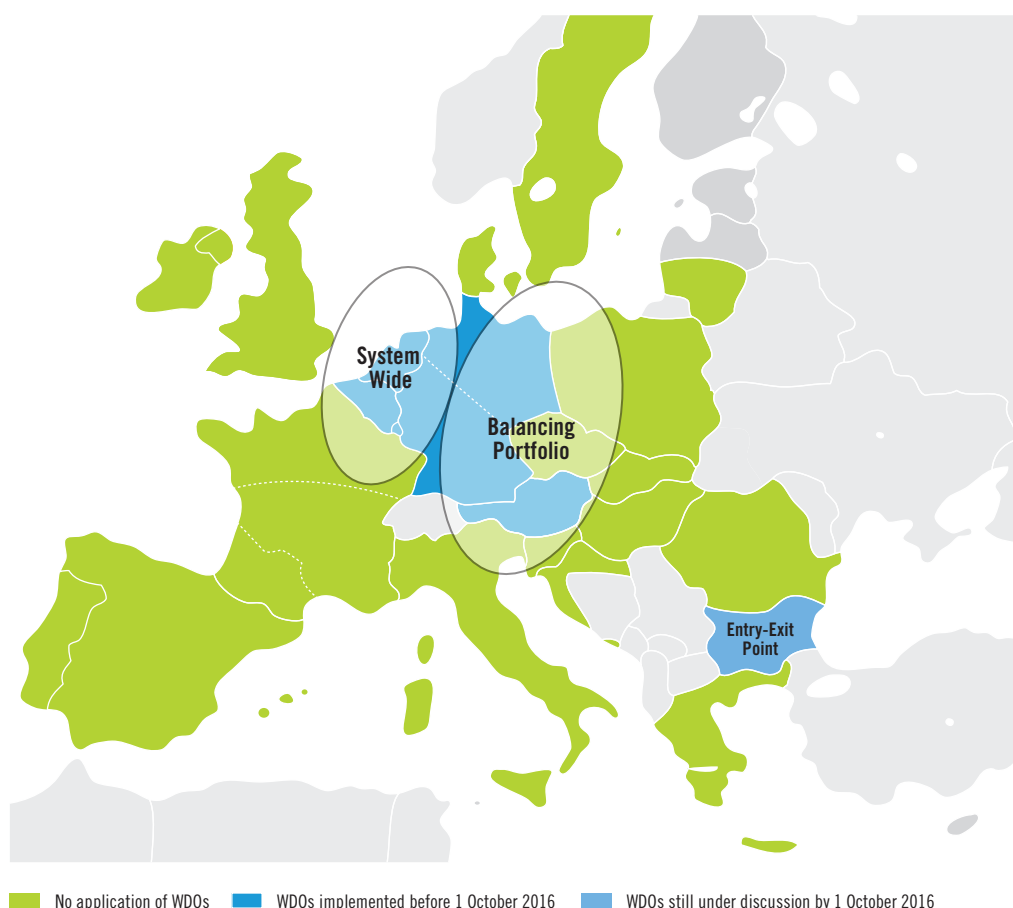 System
Wide
Balancing
Portfolio
Entry-Exit
Point
No application of WDOs
WDOs implemented before 1 October 2016
WDOs still under discussion by 1 October 2016